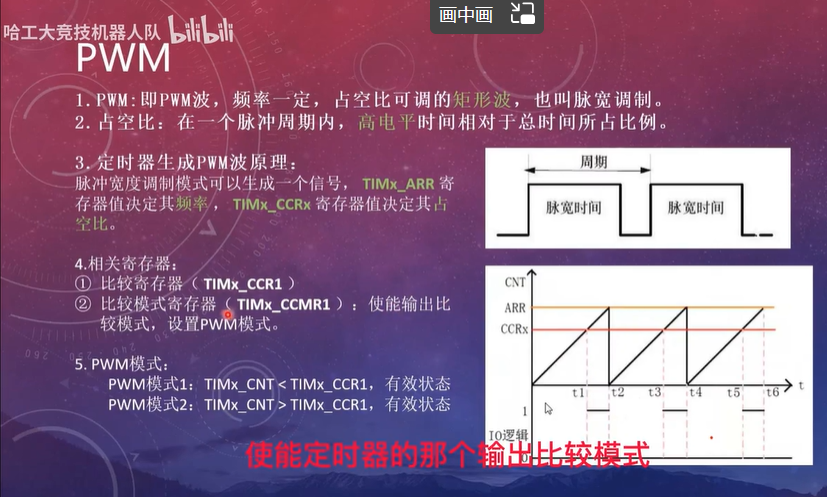 画中画
哈工大竞技机器人队 bilibili
PWM
1.PWM:即PWM波，频率一定，占空比可调的矩形波，也叫脉宽调制。
2.占空比：在一个脉冲周期内，高电平时间相对于总时间所占比例。
3.定时器生成PWM波原理：
脉冲宽度调制模式可以生成一个信号， TIMx_ARR 寄
存器值决定其频率， TIMx_CCRx 寄存器值决定其占
空比。
4.相关寄存器：
① 比较寄存器（ TIMx_CCR1 ）
② 比较模式寄存器（ TIMx_CCMR1 ）：使能输出比
较模式，设置PWM模式。
5. PWM模式：
PWM模式1：TIMx_CNT < TIMx_CCR1，有效状态
PWM模式2：TIMx_CNT > TIMx_CCR1，有效状态
周期
脉宽时间 脉宽时间
CNT
ARR
CCRx
t1 t2 t3 t4 t5 t6 t
1
IO逻辑
0
使能定时器的那个输出比较模式